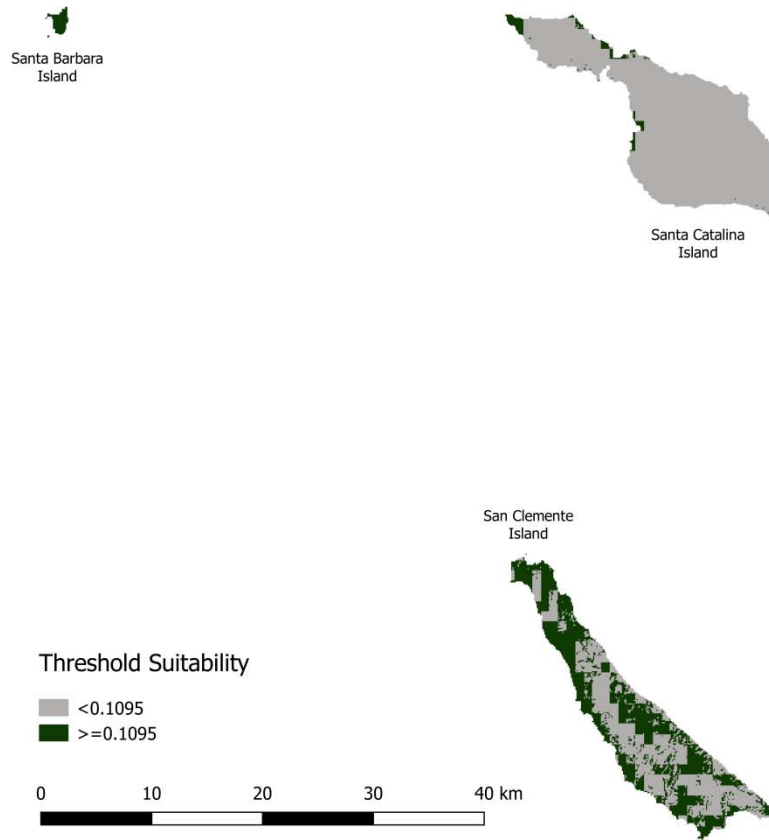 Santa Barbara
Island
Santa Catalina
Island
San Clemente
Island
Threshold Suitability
<0.1095
>=0.1095
0 10 20 30 40 km